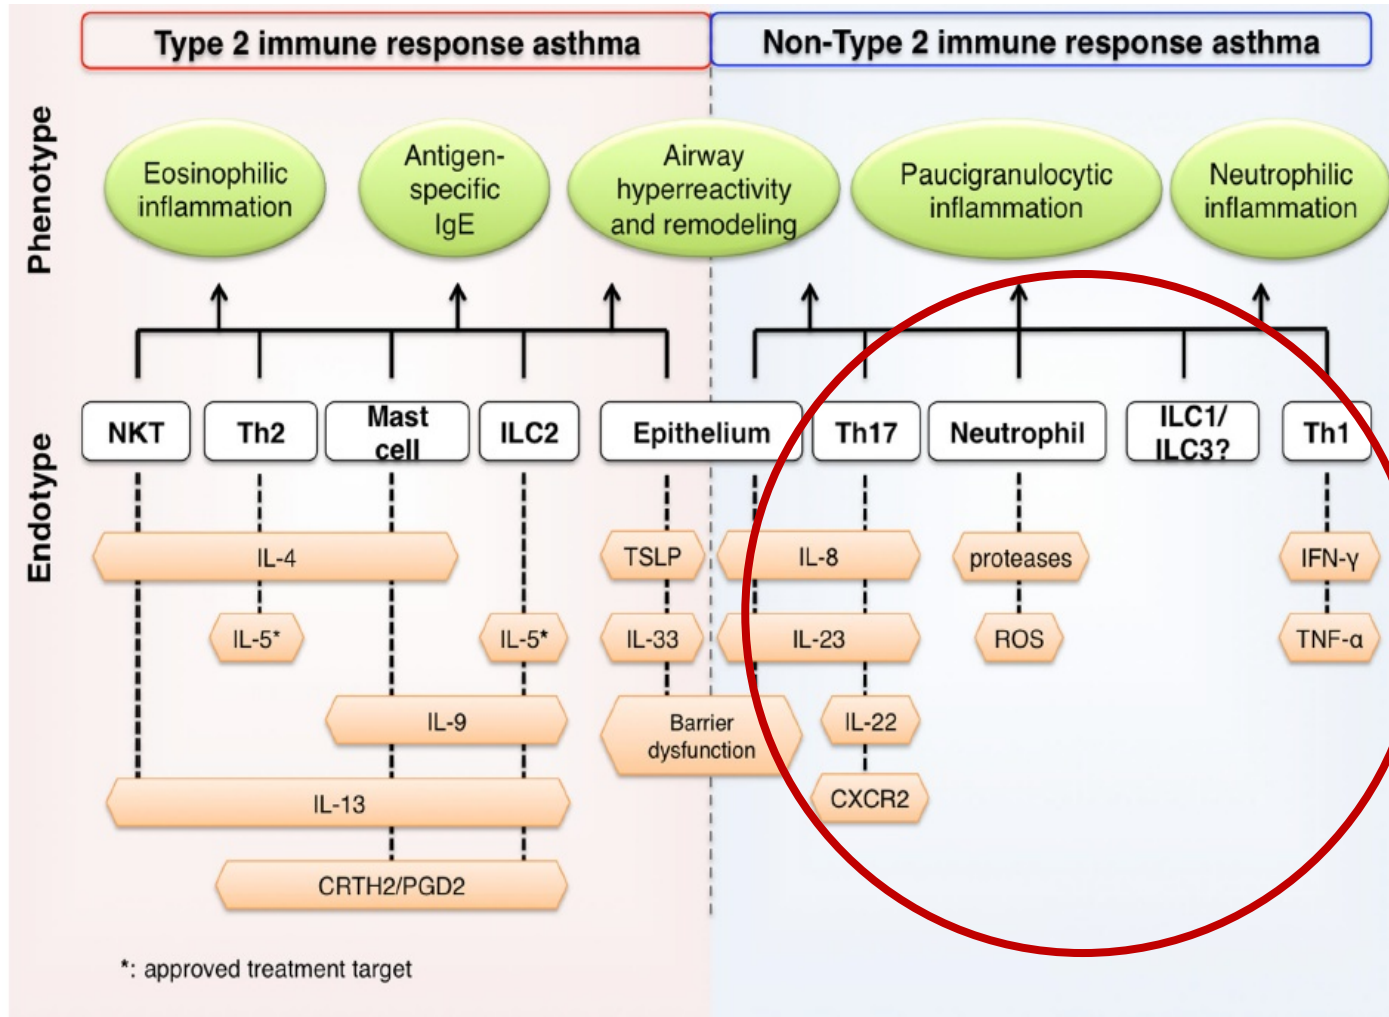 Type 2 immune response asthma
Non-Type 2 immune response asthma
Phenotype
Eosinophilic
inflammation
Antigen-
specific
IgE
Airway
hyperreactivity
and remodeling
Paucigranulocytic
inflammation
Neutrophilic
inflammation
Endotype
NKT
Th2
Mast
cell
ILC2
Epithelium
Th17
Neutrophil
ILC1/
ILC3?
Th1
IL-4
TSLP
IL-8
proteases
IFN-γ
IL-5*
IL-5*
IL-33
IL-23
ROS
TNF-α
IL-9
Barrier
dysfunction
IL-22
IL-13
CXCR2
CRTH2/PGD2
*: approved treatment target